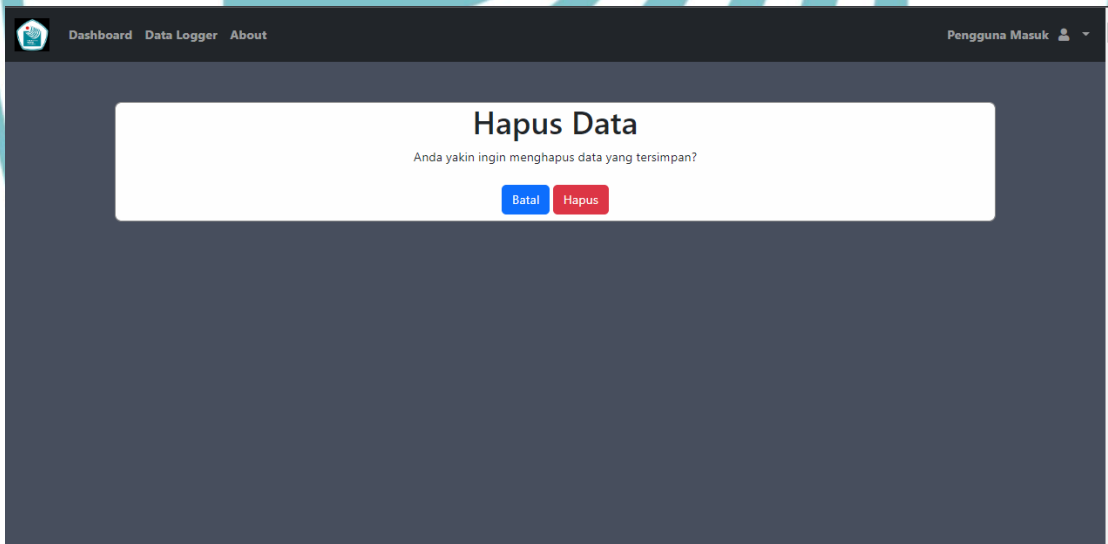 Dashboard Data Logger About Pengguna Masuk
Hapus Data
Anda yakin ingin menghapus data yang tersimpan?
Batal Hapus